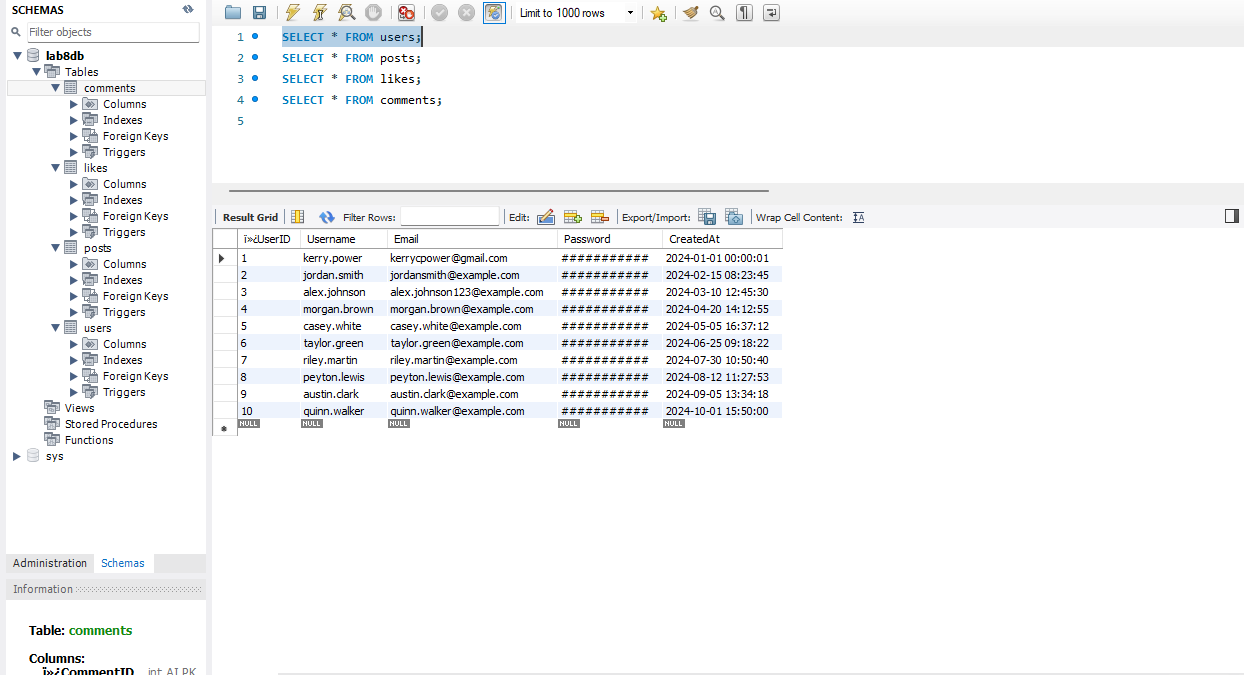 SCHEMAS
Filter objects
lab8db
Tables
comments
Columns
Indexes
Foreign Keys
Triggers
likes
Columns
Indexes
Foreign Keys
Triggers
posts
Columns
Indexes
Foreign Keys
Triggers
users
Columns
Indexes
Foreign Keys
Triggers
Views
Stored Procedures
Functions
sys
Administration Schemas
Information
Table: comments
Columns:
ï»¿CommentID int AI PK
Limit to 1000 rows
1 SELECT * FROM users;
2 SELECT * FROM posts;
3 SELECT * FROM likes;
4 SELECT * FROM comments;
5
Result Grid Filter Rows: Edit: Export/Import: Wrap Cell Content:
ï»¿UserID Username Email Password CreatedAt
1 kerry.power kerrycpower@gmail.com ########### 2024-01-01 00:00:01
2 jordan.smith jordansmith@example.com ########### 2024-02-15 08:23:45
3 alex.johnson alex.johnson123@example.com ########### 2024-03-10 12:45:30
4 morgan.brown morgan.brown@example.com ########### 2024-04-20 14:12:55
5 casey.white casey.white@example.com ########### 2024-05-05 16:37:12
6 taylor.green taylor.green@example.com ########### 2024-06-25 09:18:22
7 riley.martin riley.martin@example.com ########### 2024-07-30 10:50:40
8 peyton.lewis peyton.lewis@example.com ########### 2024-08-12 11:27:53
9 austin.clark austin.clark@example.com ########### 2024-09-05 13:34:18
10 quinn.walker quinn.walker@example.com ########### 2024-10-01 15:50:00
NULL NULL NULL NULL NULL